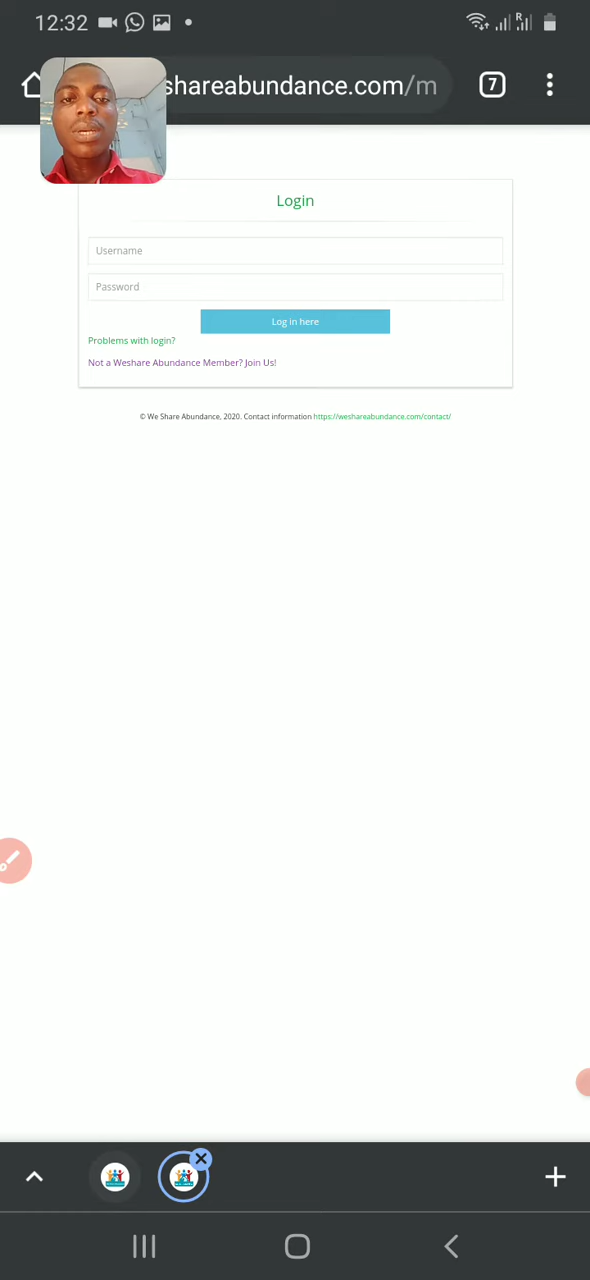 12:32
R
shareabundance.com/m
7
Login
Username
Password
Log in here
Problems with login?
Not a Weshare Abundance Member? Join Us!
© We Share Abundance, 2020. Contact information https://weshareabundance.com/contact/